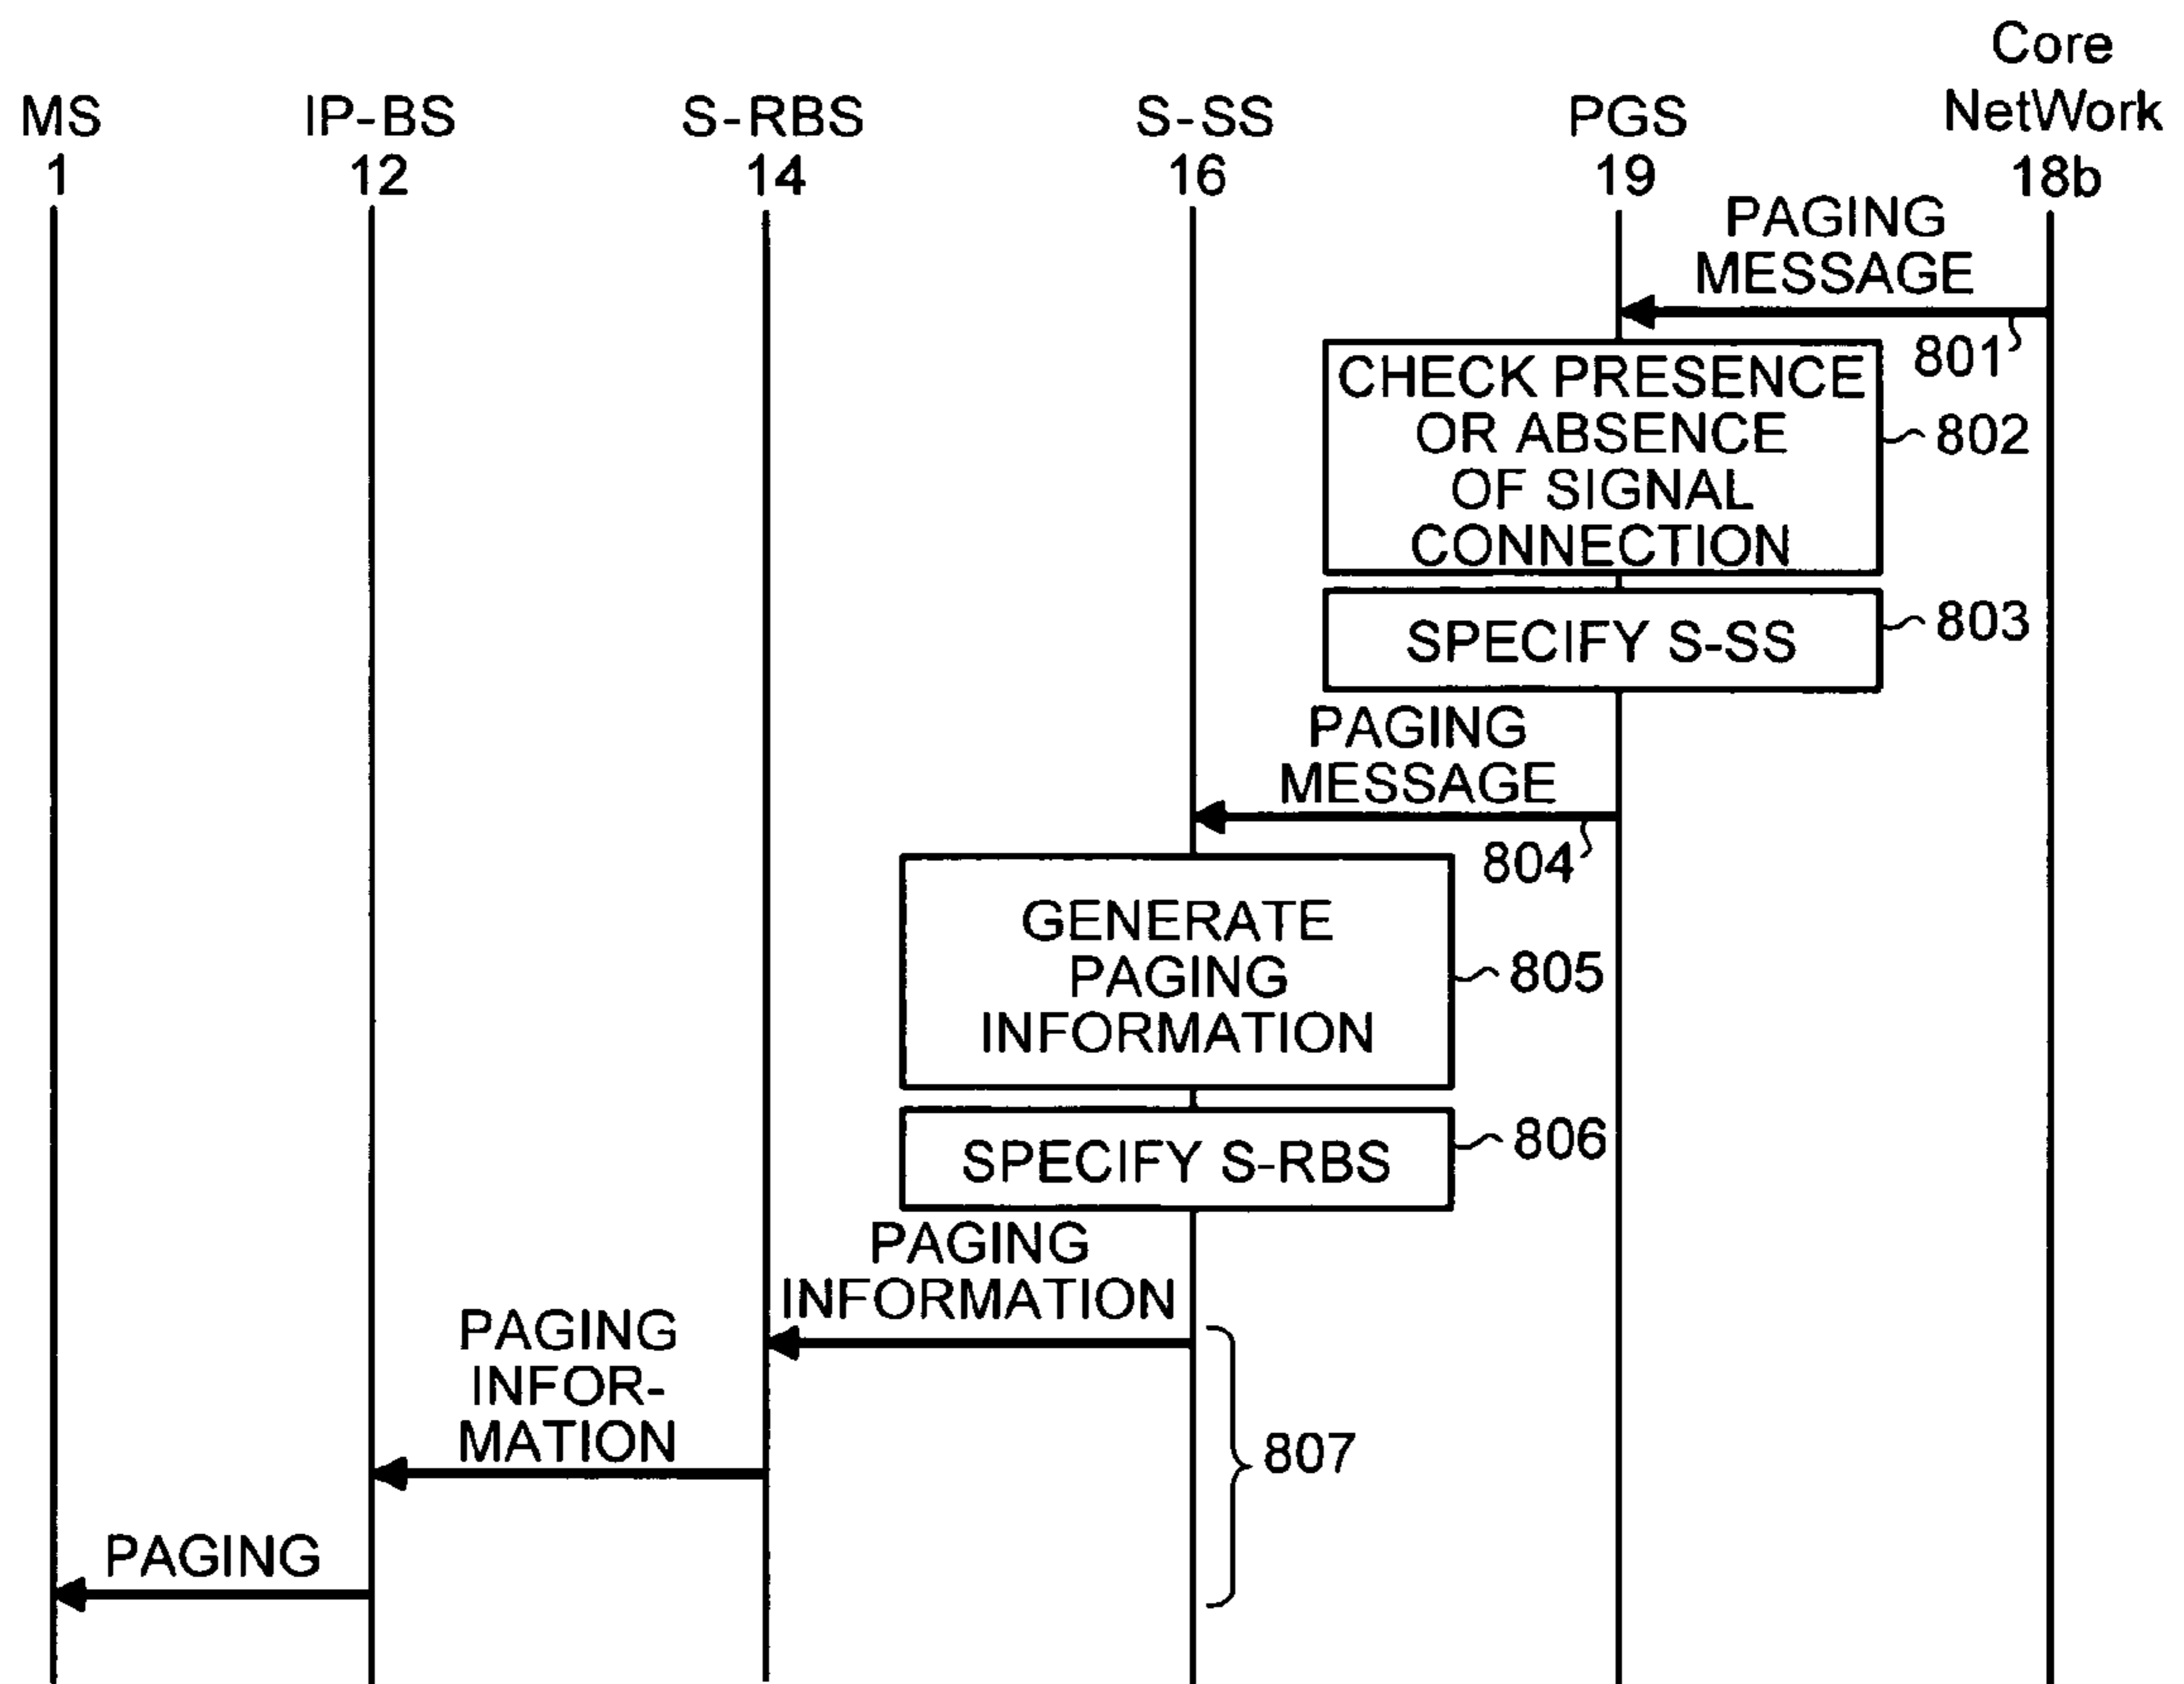 MS
1
IP-BS
12
S-RBS
14
S-SS
16
PGS
19
Core
NetWork
18b
PAGING
MESSAGE
801
CHECK PRESENCE
OR ABSENCE
OF SIGNAL
CONNECTION
802
SPECIFY S-SS
803
PAGING
MESSAGE
804
GENERATE
PAGING
INFORMATION
805
SPECIFY S-RBS
806
PAGING
INFORMATION
PAGING
INFOR-
MATION
807
PAGING